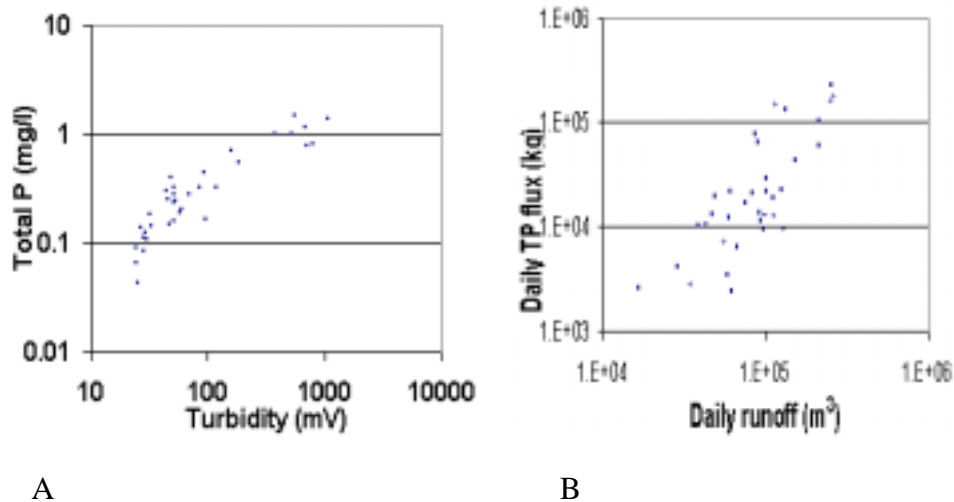 10
1
0.1
0.01
Total P (mg/l)
10 100 1000 10000
Turbidity (mV)
A
1.E+06
1.E+05
1.E+04
1.E+03
Daily TP flux (kq)
1.E+04 1.E+05 1.E+06
Daily runoff (m³)
B